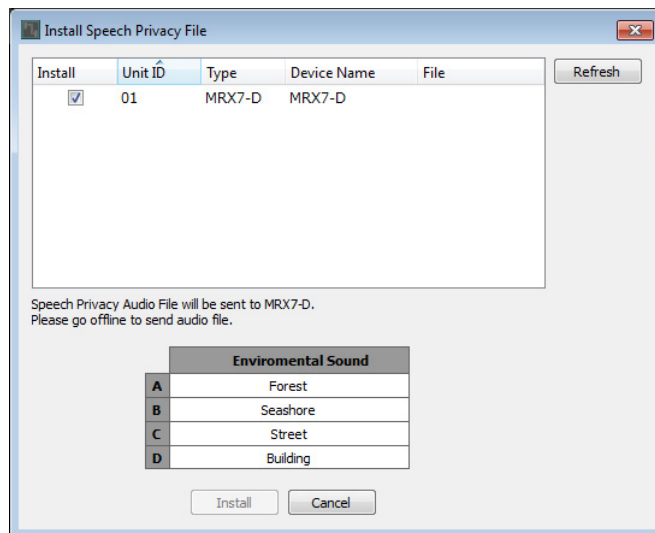 Install Speech Privacy File
Install Unit ID Type Device Name File Refresh
01 MRX7-D MRX7-D
Speech Privacy Audio File will be sent to MRX7-D.
Please go offline to send audio file.
Enviromental Sound
A Forest
B Seashore
C Street
D Building
Install Cancel